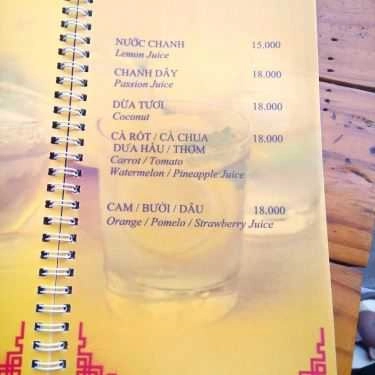 NƯỚC CHANH 15.000
Lemon Juice
CHANH DÂY 18.000
Passion Juice
DỪA TƯƠI 18.000
Coconut
CÀ RÓT / CÀ CHUA 18.000
DƯA HẤU / THƠM
Carrot / Tomato
Watermelon / Pineapple Juice
CAM / BƯỞI / DÂU 18.000
Orange / Pomelo / Strawberry Juice